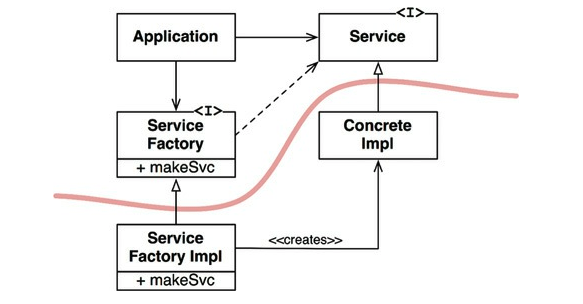 <I>
Application
Service
<I>
Service
Factory
+ makeSvc
Concrete
Impl
Service
Factory Impl
+ makeSvc
<<creates>>